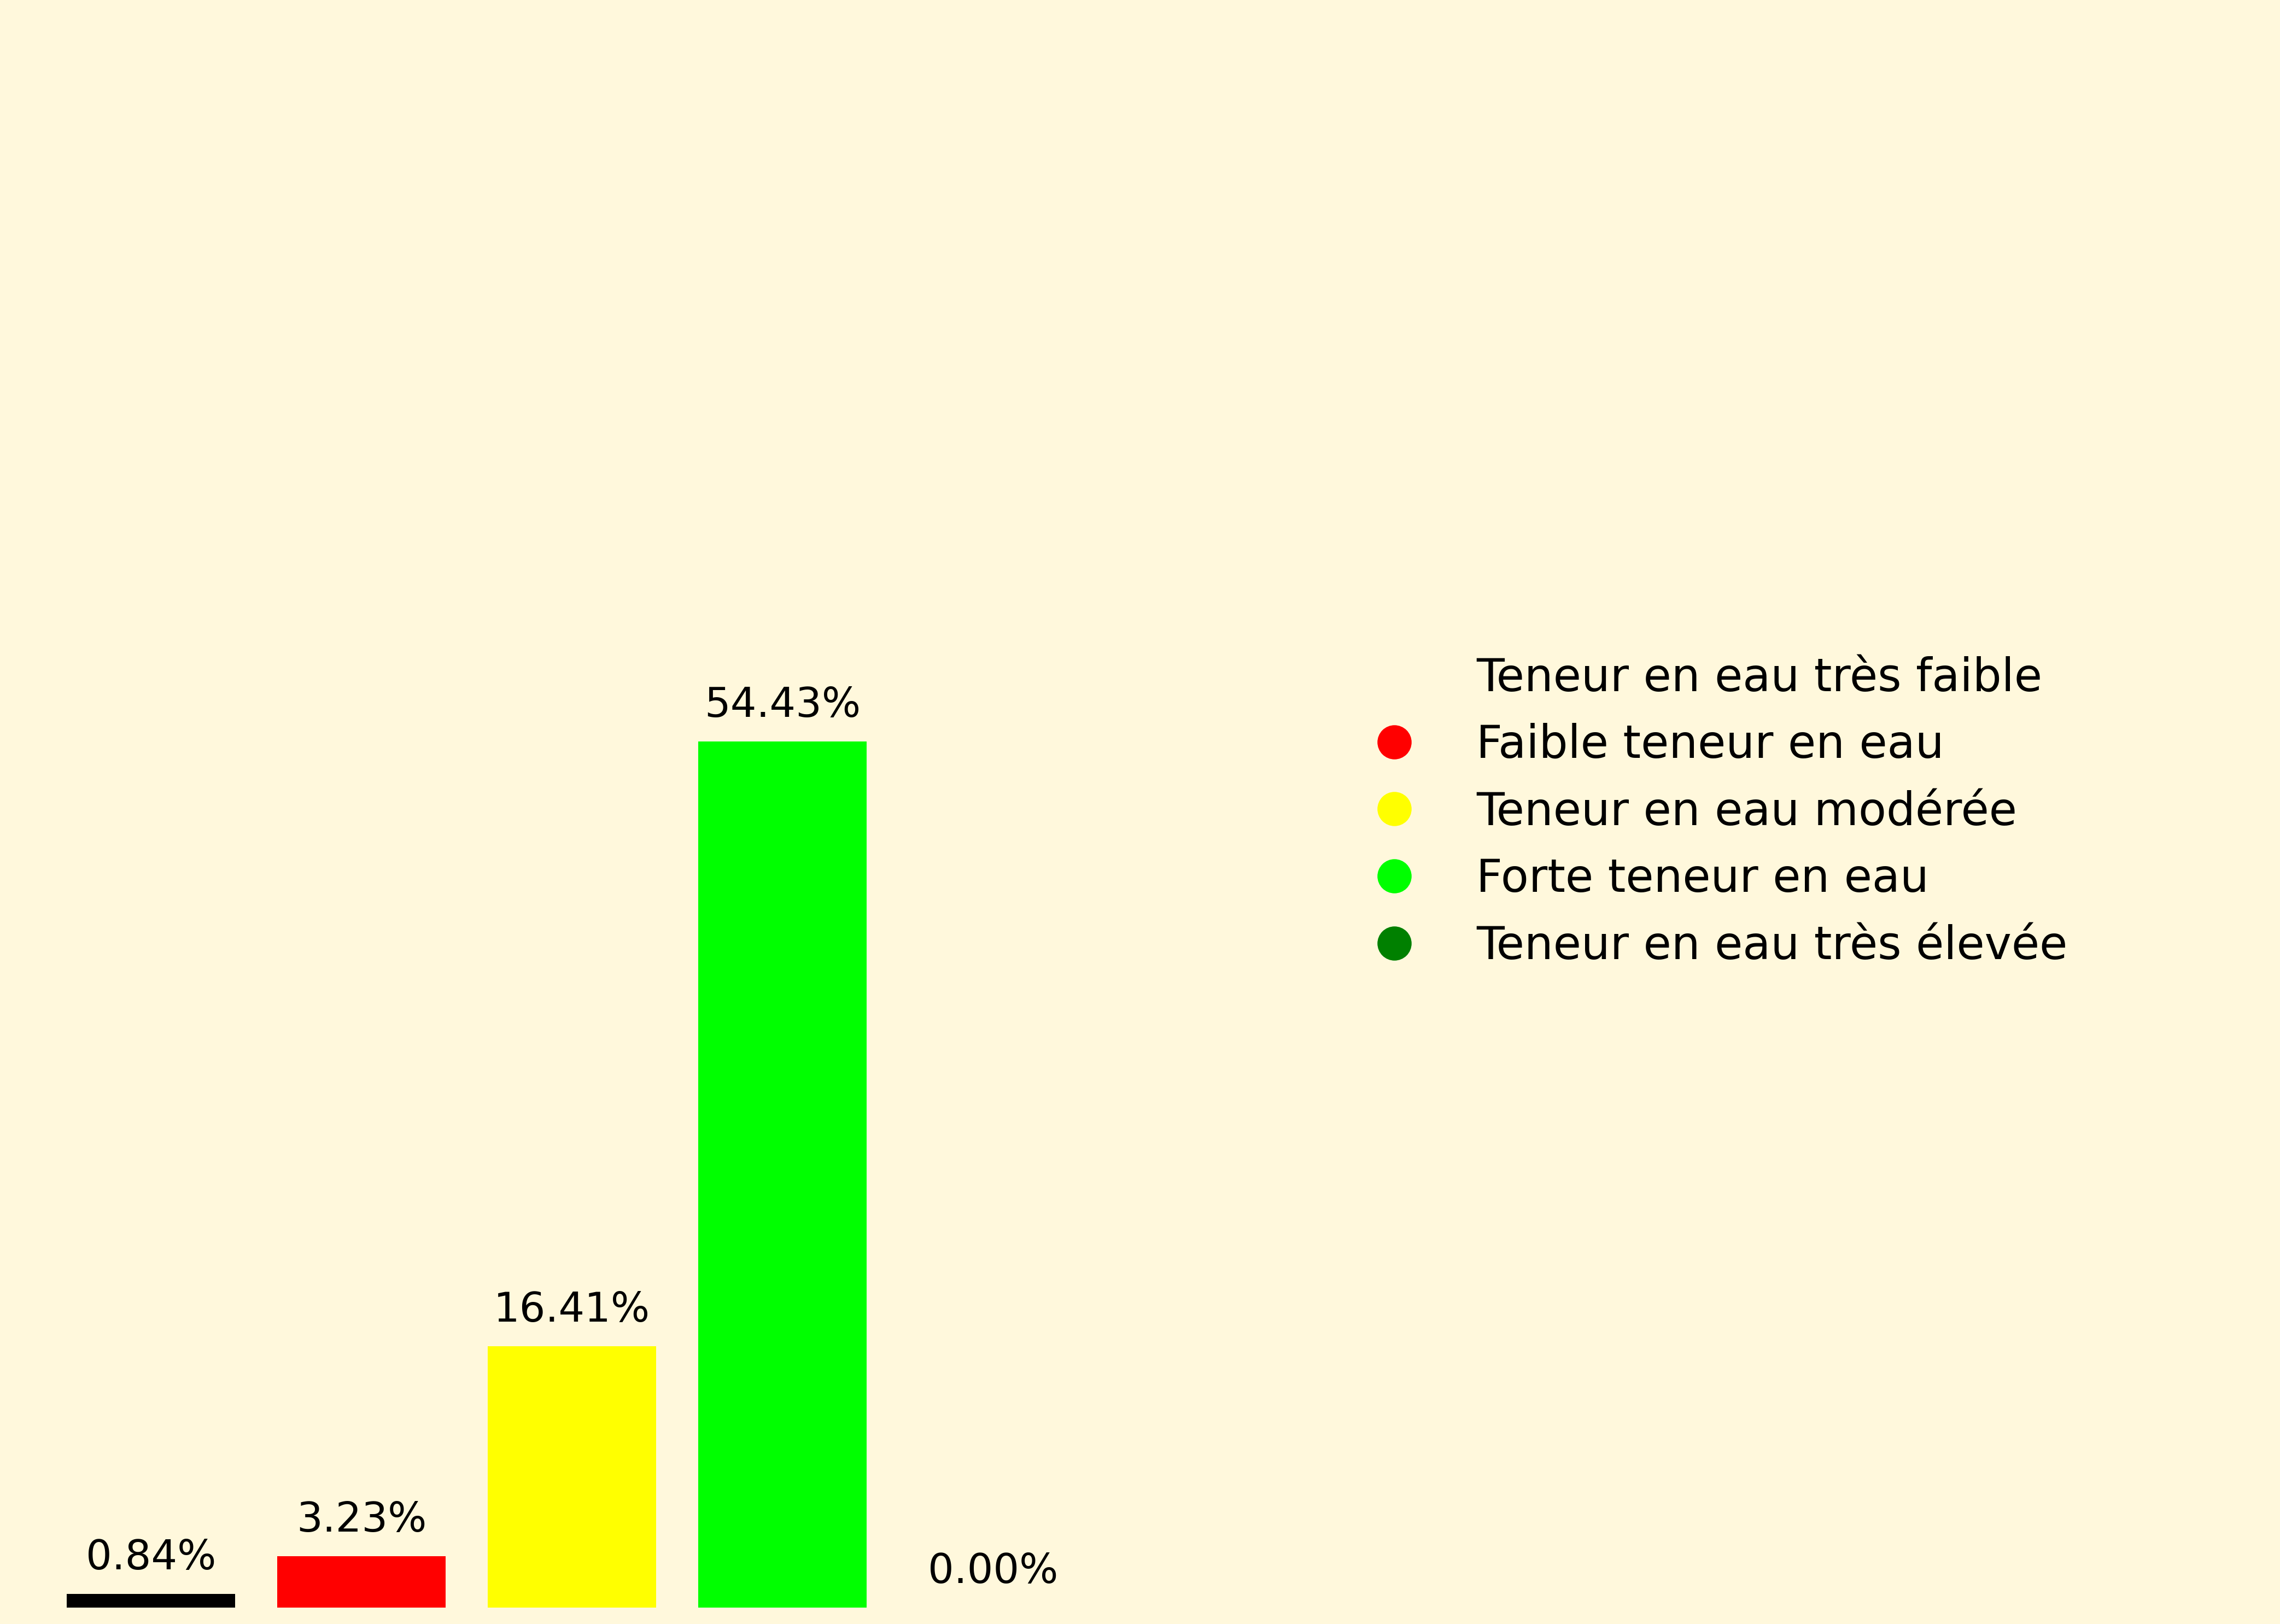 54.43%
16.41%
3.23%
0.84%
0.00%
Teneur en eau très faible
Faible teneur en eau
Teneur en eau modérée
Forte teneur en eau
Teneur en eau très élevée